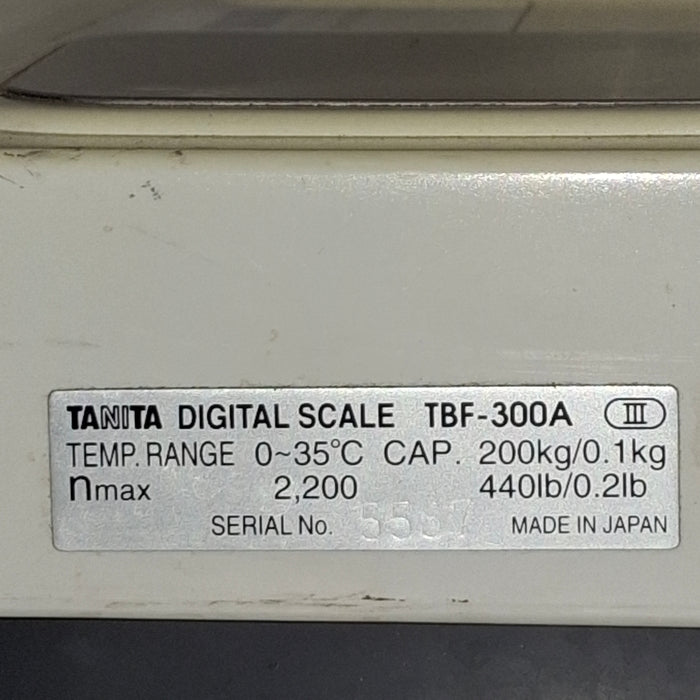 TANITA DIGITAL SCALE TBF-300A III
TEMP. RANGE 0~35°C CAP. 200kg/0.1kg
nmax 2,200 440lb/0.2lb
SERIAL No. MADE IN JAPAN